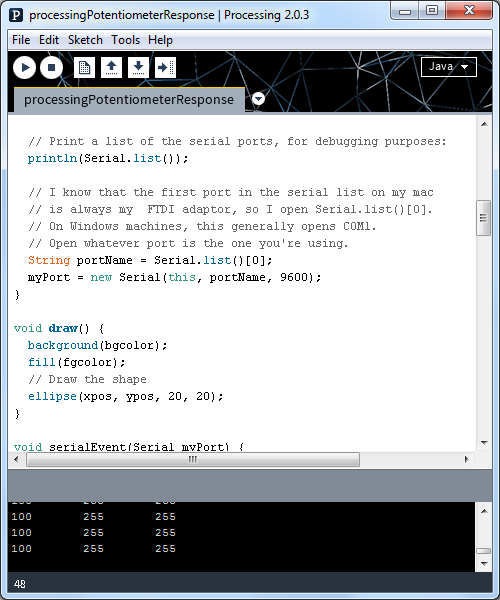 processingPotentiometerResponse | Processing 2.0.3
File Edit Sketch Tools Help
Java
processingPotentiometerResponse
// Print a list of the serial ports, for debugging purposes:
println(Serial.list());
// I know that the first port in the serial list on my mac
// is always my  FTDI adaptor, so I open Serial.list()[0].
// On Windows machines, this generally opens COM1.
// Open whatever port is the one you're using.
String portName = Serial.list()[0];
myPort = new Serial(this, portName, 9600);
}
void draw() {
background(bgcolor);
fill(fgcolor);
// Draw the shape
ellipse(xpos, ypos, 20, 20);
}
void serialEvent(Serial myPort) {
100 255 255
100 255 255
100 255 255
100 255 255
48